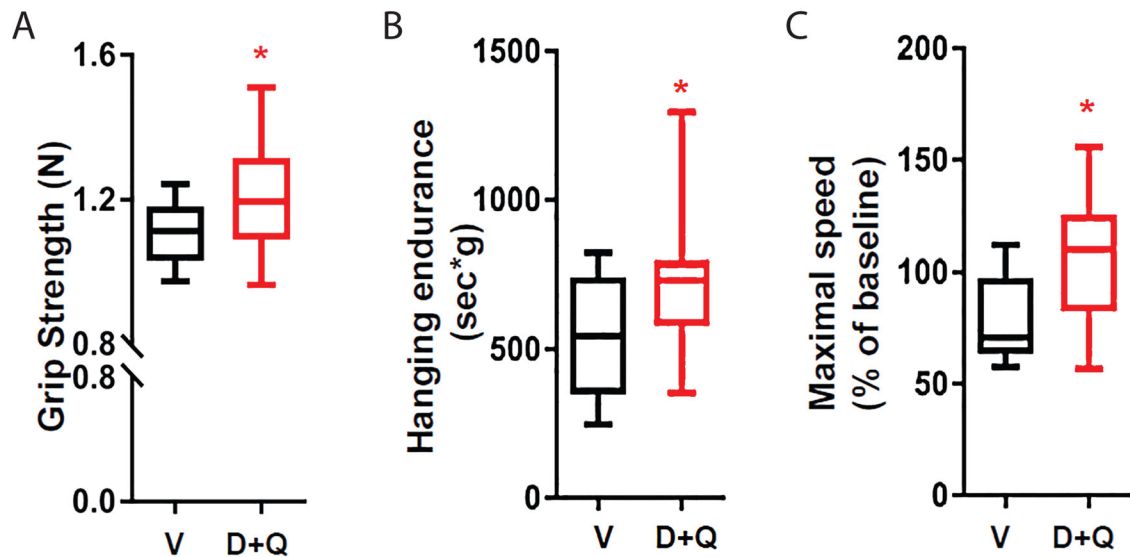 A
Grip Strength (N)
1.6
*
1.2
0.8
0.8
0.0
V
D+Q
B
Hanging endurance
(sec*g)
1500
*
1000
500
0
V
D+Q
C
Maximal speed
(% of baseline)
200
*
150
100
50
0
V
D+Q